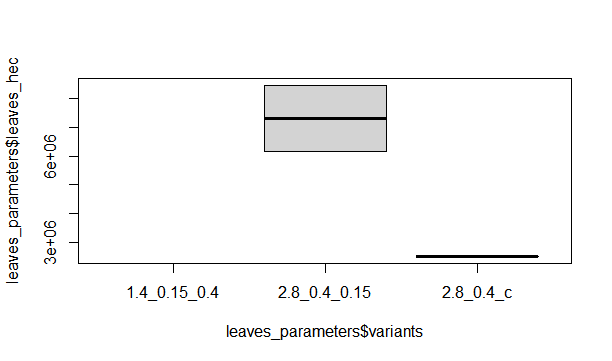 leaves_parameters$leaves_hec
6e+06
3e+06
1.4_0.15_0.4
2.8_0.4_0.15
2.8_0.4_c
leaves_parameters$variants